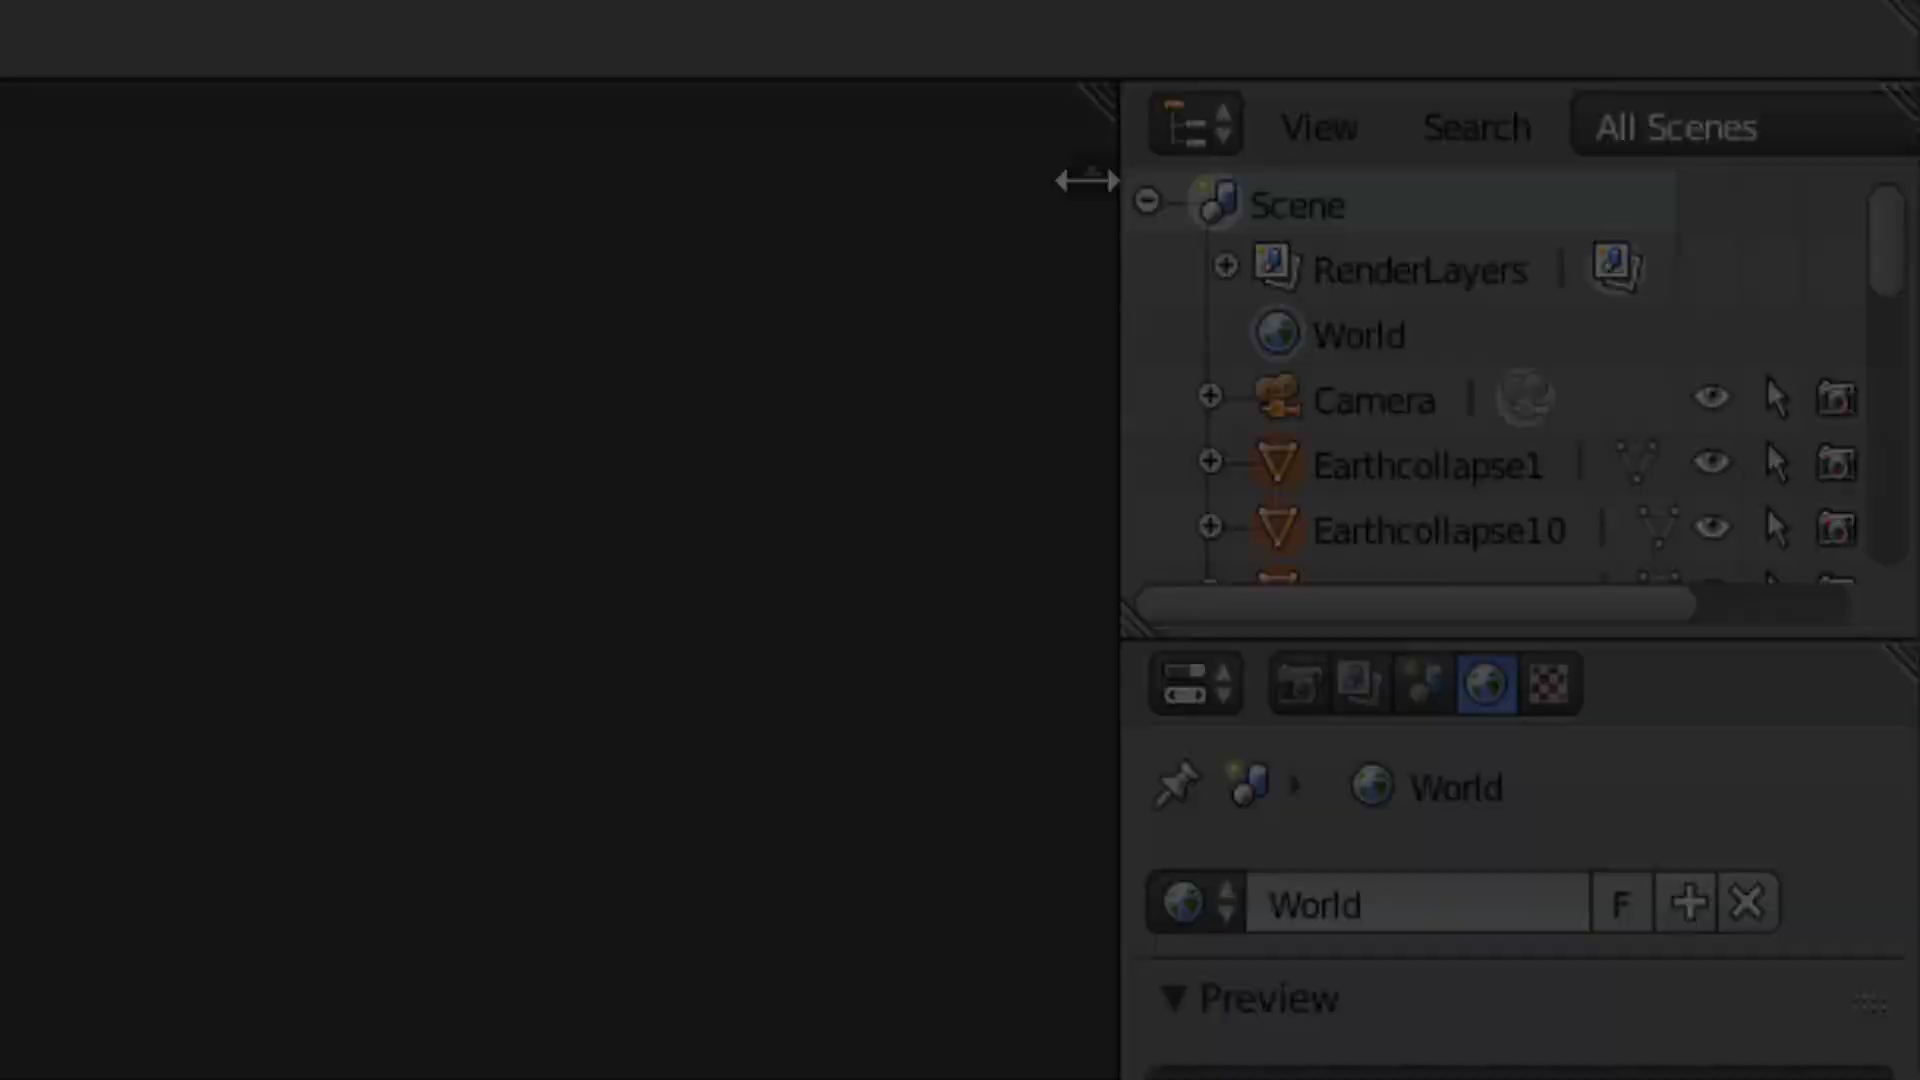 View Search All Scenes
Scene
RenderLayers
World
Camera
Earthcollapse1
Earthcollapse10
World
World F
Preview